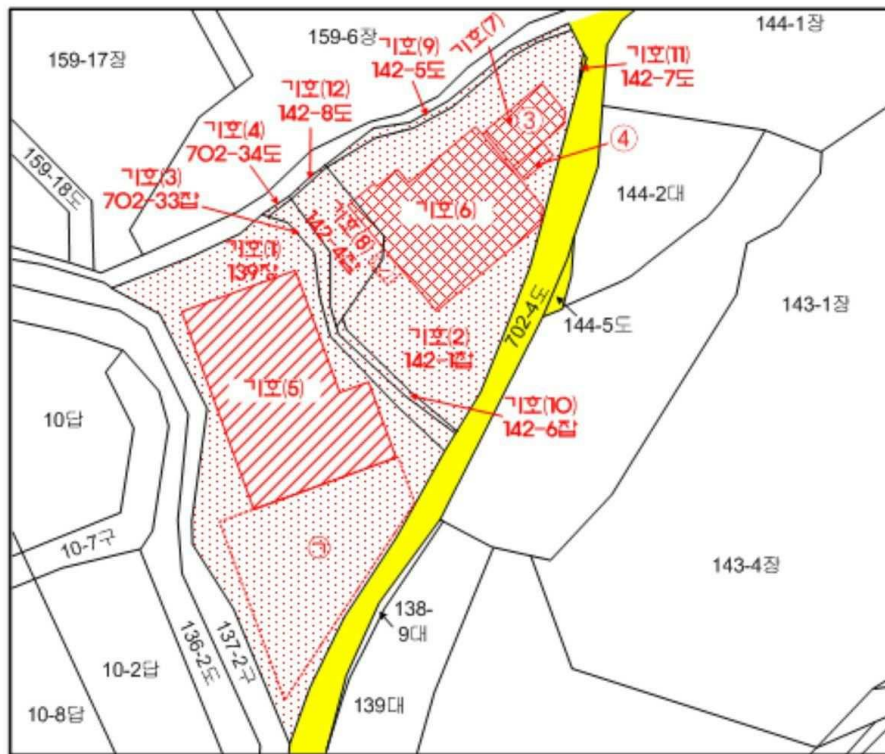 159-17장
159-6장
144-1장
기호(9)
142-5도
기호(7)
기호(11)
142-7도
기호(12)
142-8도
기호(4)
702-34도
기호(3)
702-33잡
159-18도
③
④
144-2대
기호(8)
142-4잡
기호(6)
기호(1)
139잡
702-4도
144-5도
143-1장
기호(2)
142-1잡
기호(5)
기호(10)
142-6잡
10답
10-7구
㉠
143-4장
138-
9대
136-2도
137-2구
10-2답
10-8답
139대